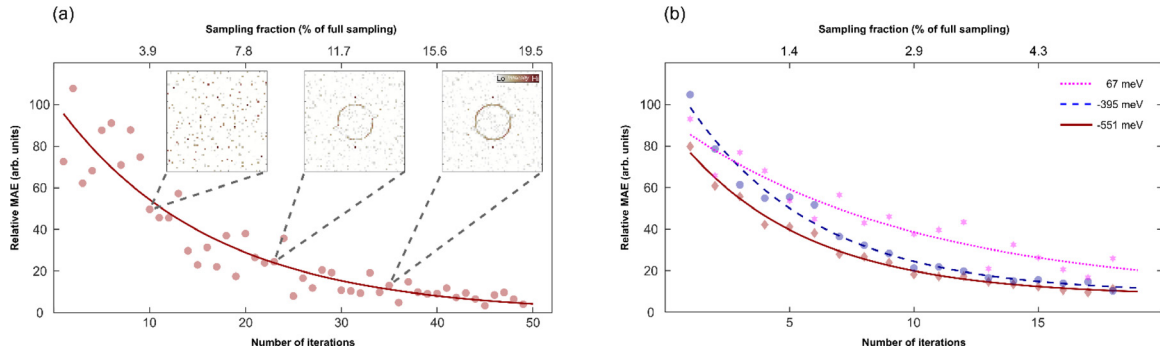 (a)
Sampling fraction (% of full sampling)
3.9 7.8 11.7 15.6 19.5
Relative MAE (arb. units)
100
80
60
40
20
0
Lo Hi
10 20 30 40 50
Number of iterations
(b)
Sampling fraction (% of full sampling)
1.4 2.9 4.3
Relative MAE (arb. units)
100
80
60
40
20
0
67 meV
-395 meV
-551 meV
5 10 15
Number of iterations